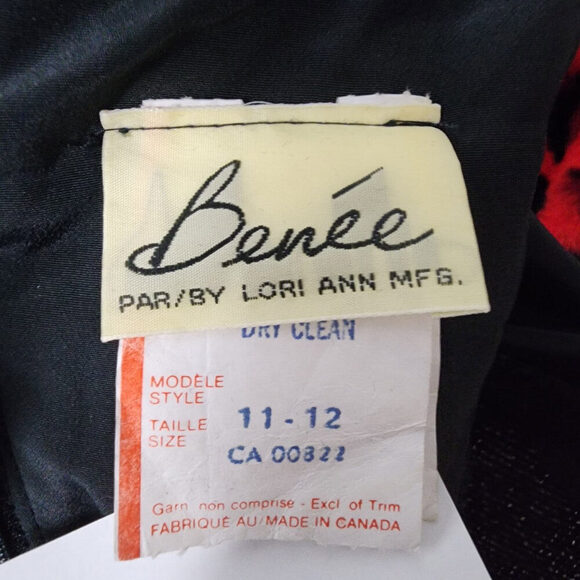 Benée
PAR/BY LORI ANN MFG.
DRY CLEAN
MODÈLE
STYLE
TAILLE
SIZE
11-12
CA 00822
Garn non comprise - Excl of Trim
FABRIQUÉ AU/MADE IN CANADA